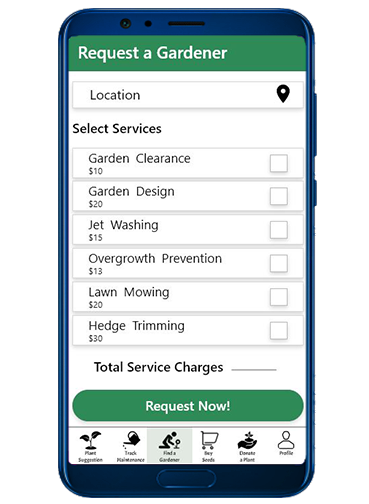 Request a Gardener
Location
Select Services
Garden Clearance
$10
Garden Design
$20
Jet Washing
$15
Overgrowth Prevention
$13
Lawn Mowing
$20
Hedge Trimming
$30
Total Service Charges
Request Now!
Plant
Suggestion
Track
Maintenance
Find a
Gardener
Buy
Seeds
Donate
a Plant
Profile